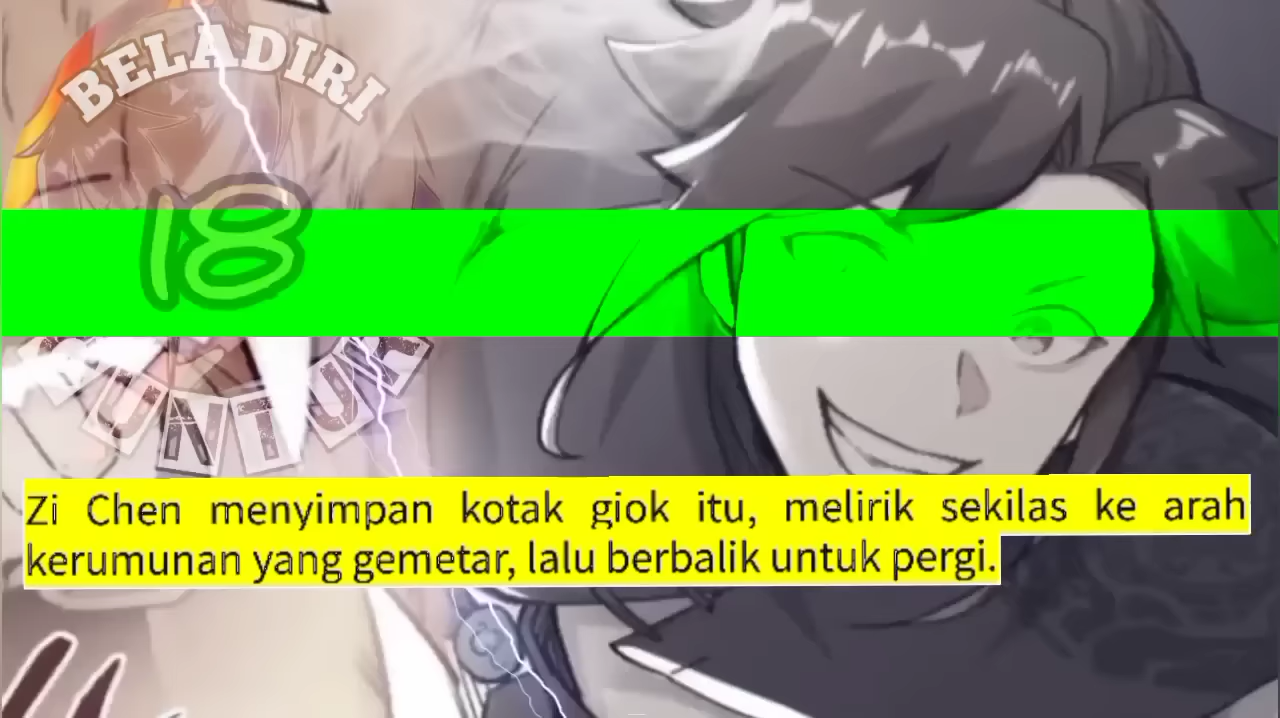 BELADIRI
18
UNTUK
Zi Chen menyimpan kotak giok itu, melirik sekilas ke arah
kerumunan yang gemetar, lalu berbalik untuk pergi.